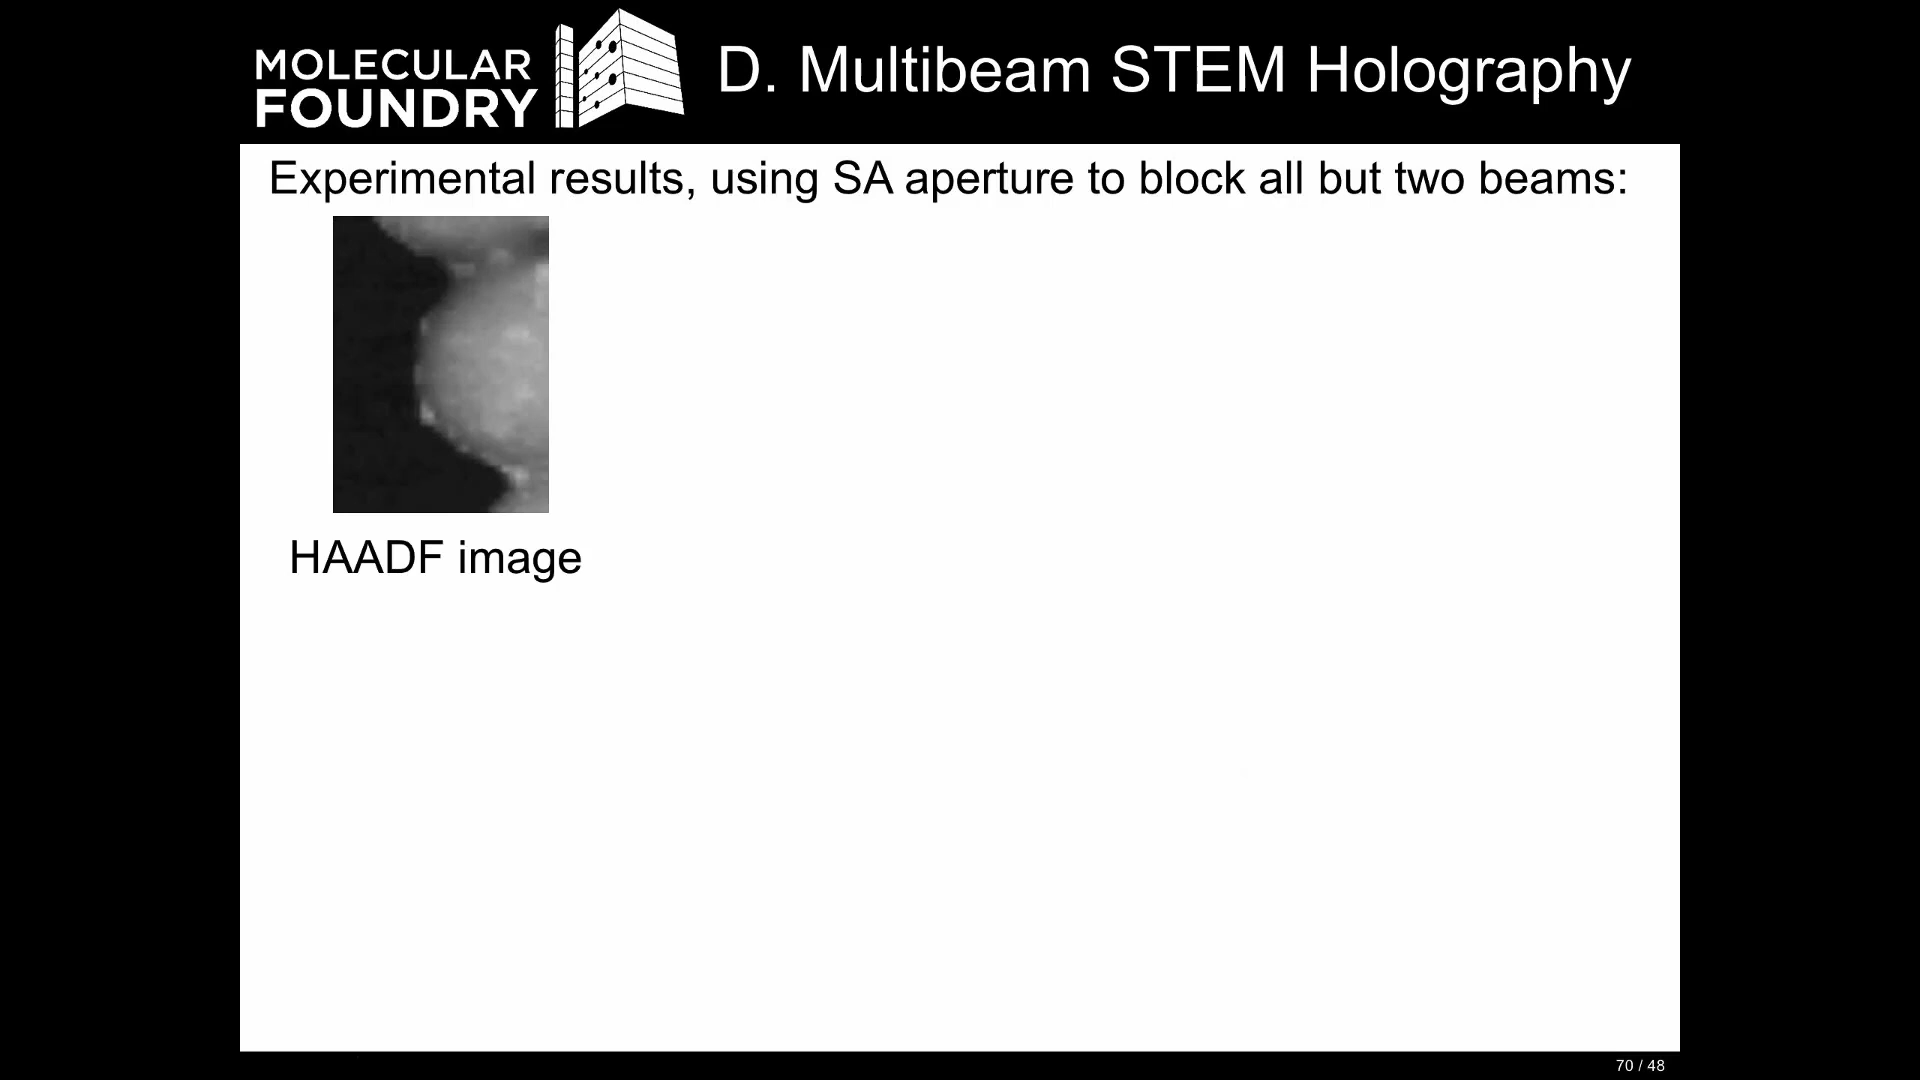 MOLECULAR
FOUNDRY
D. Multibeam STEM Holography
Experimental results, using SA aperture to block all but two beams:
HAADF image
70 / 48